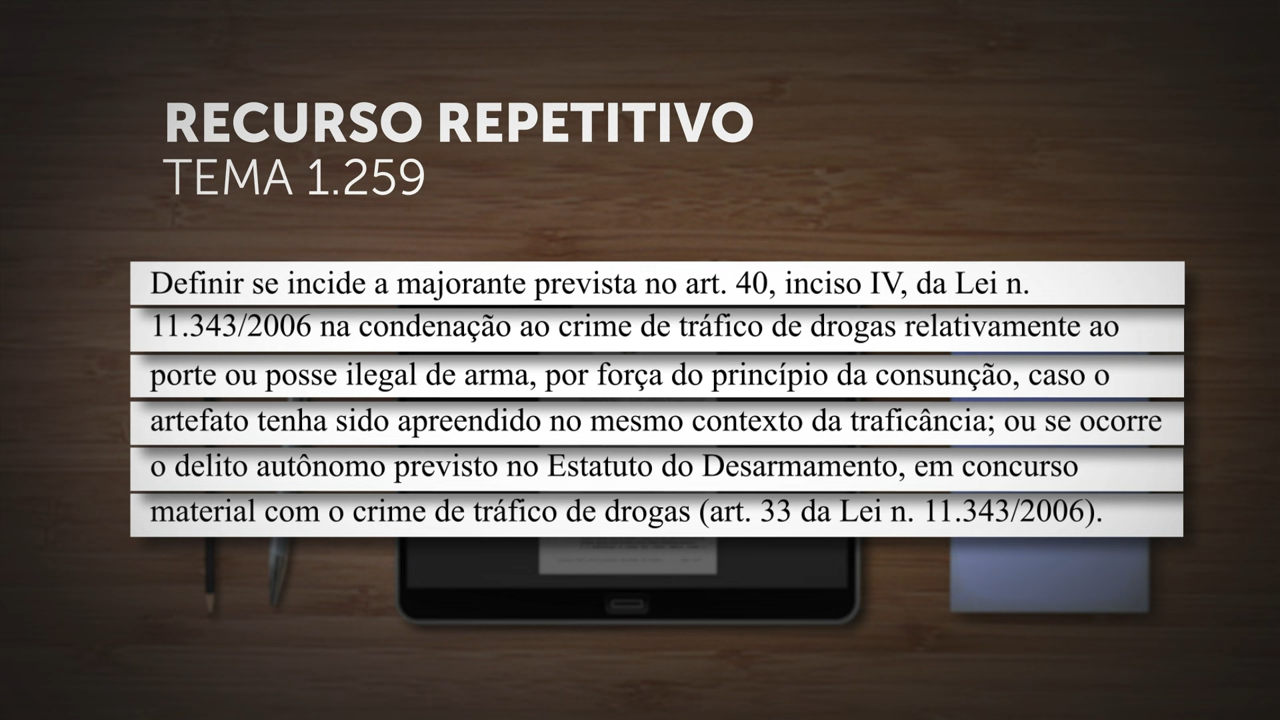 RECURSO REPETITIVO
TEMA 1.259
Definir se incide a majorante prevista no art. 40, inciso IV, da Lei n.
11.343/2006 na condenação ao crime de tráfico de drogas relativamente ao
porte ou posse ilegal de arma, por força do princípio da consunção, caso o
artefato tenha sido apreendido no mesmo contexto da traficância; ou se ocorre
o delito autônomo previsto no Estatuto do Desarmamento, em concurso
material com o crime de tráfico de drogas (art. 33 da Lei n. 11.343/2006).